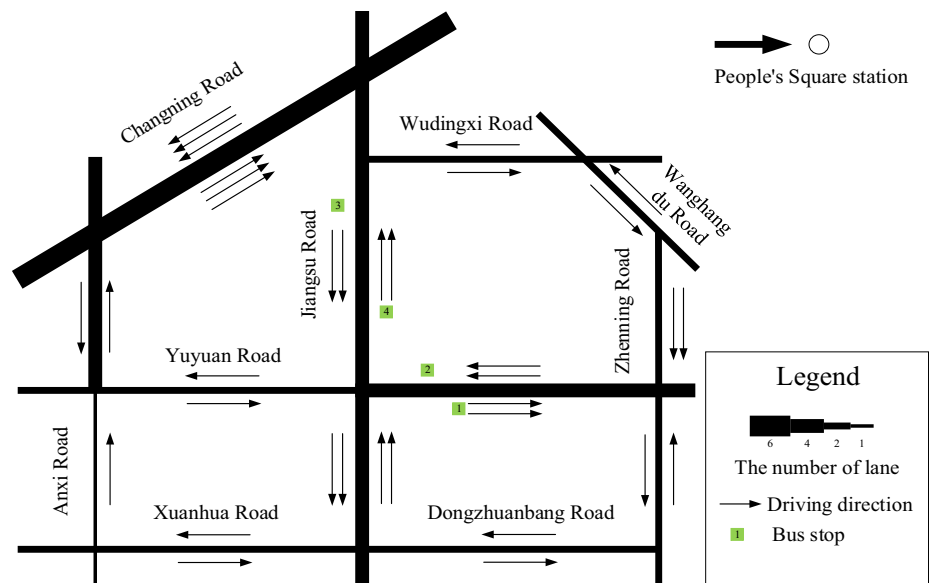 Changning Road
Wudingxi Road
People's Square station
Wanghang
du Road
3
Jiangsu Road
4
Zhenning Road
Yuyuan Road
2
1
Anxi Road
Xuanhua Road
Dongzhuanbang Road
Legend
6 4 2 1
The number of lane
Driving direction
1 Bus stop